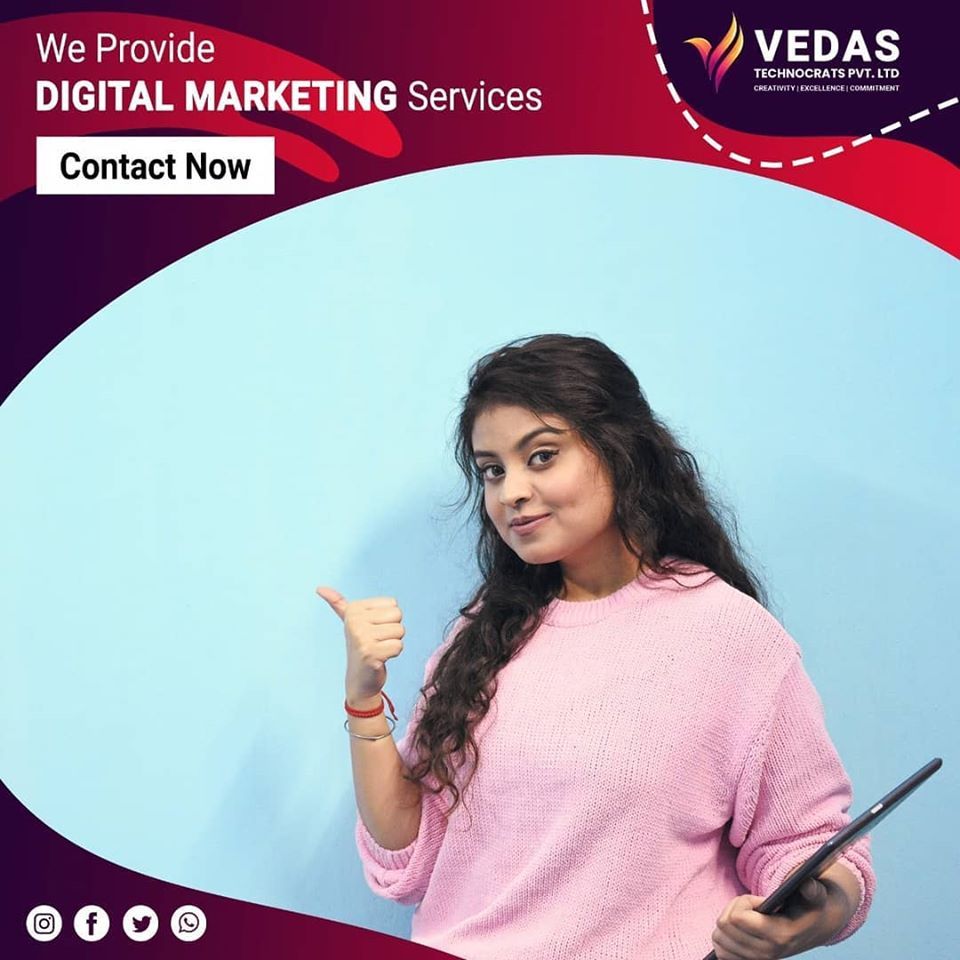 We Provide
DIGITAL MARKETING Services
Contact Now
VEDAS
TECHNOCRATS PVT. LTD
CREATIVITY | EXCELLENCE | COMMITMENT